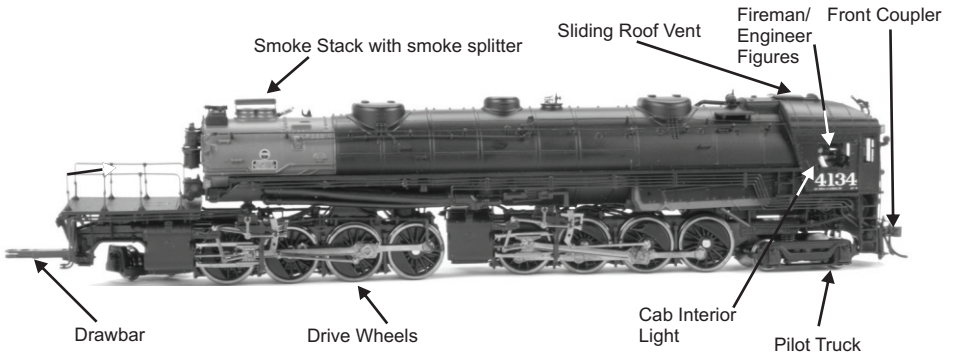 Fireman/
Engineer
Figures
Front Coupler
Sliding Roof Vent
Smoke Stack with smoke splitter
4134
Cab Interior
Light
Drawbar
Drive Wheels
Pilot Truck